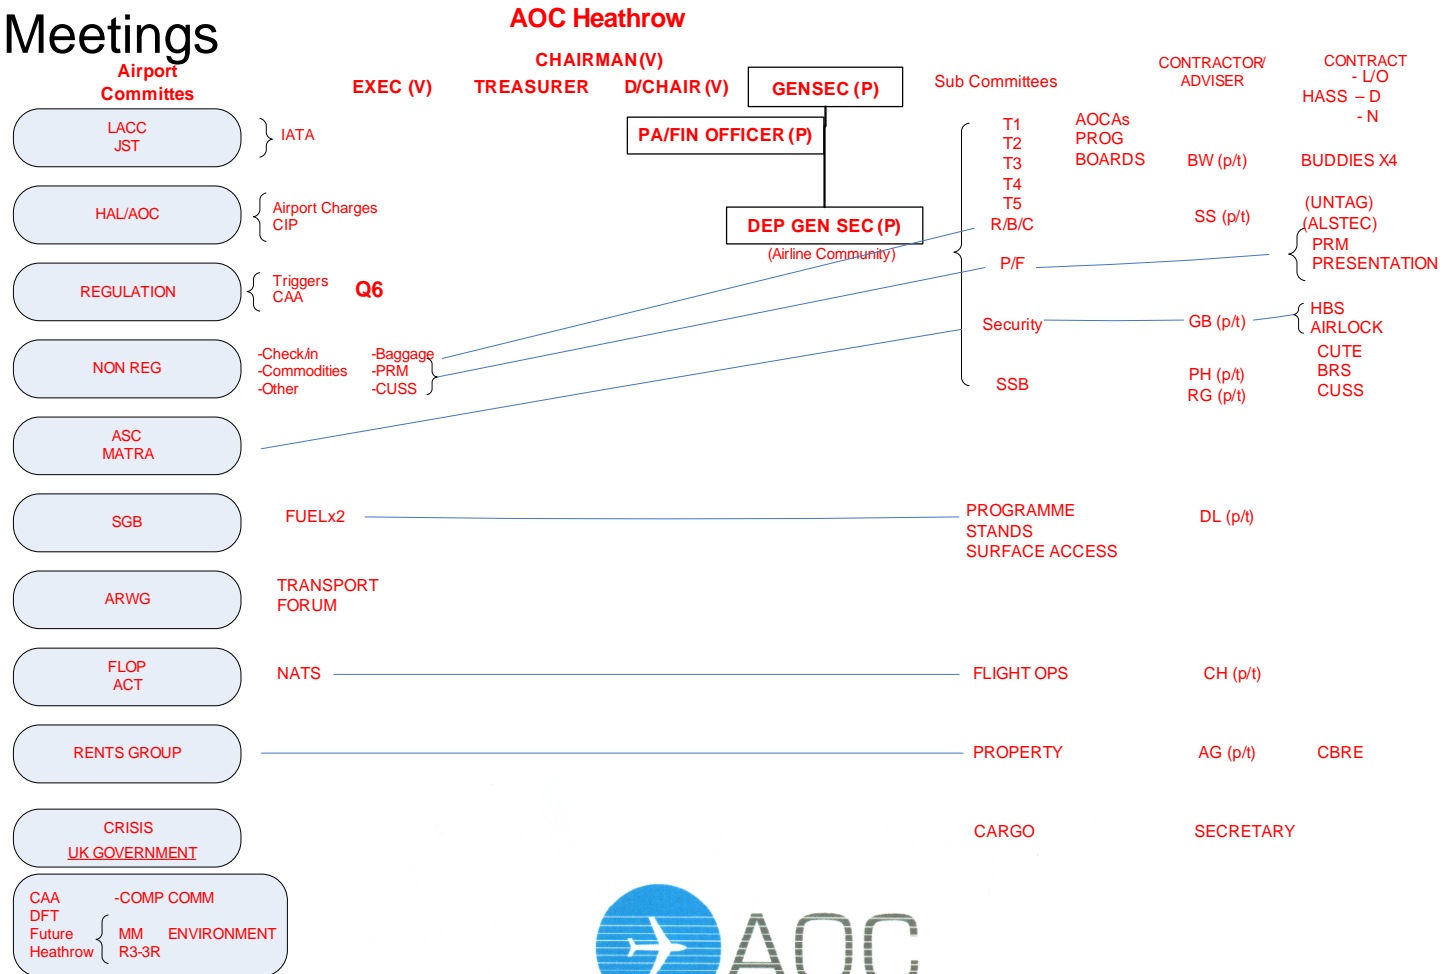 Meetings
AOC Heathrow
CHAIRMAN (V)
EXEC (V) TREASURER D/CHAIR (V) GENSEC (P)
PA/FIN OFFICER (P)
DEP GEN SEC (P)
(Airline Community)
Airport
Committes
LACC
JST
IATA
HAL/AOC
Airport Charges
CIP
REGULATION
Triggers
CAA
Q6
NON REG
-Check/in -Baggage
-Commodities -PRM
-Other -CUSS
ASC
MATRA
SGB
FUELx2
ARWG
TRANSPORT
FORUM
FLOP
ACT
NATS
RENTS GROUP
CRISIS
UK GOVERNMENT
CAA -COMP COMM
DFT
Future MM ENVIRONMENT
Heathrow R3-3R
Sub Committees
T1
T2
T3
T4
T5
R/B/C
P/F
Security
SSB
AOCAs
PROG
BOARDS
PROGRAMME
STANDS
SURFACE ACCESS
FLIGHT OPS
PROPERTY
CARGO
CONTRACTOR/
ADVISER
BW (p/t)
SS (p/t)
GB (p/t)
PH (p/t)
RG (p/t)
DL (p/t)
CH (p/t)
AG (p/t)
SECRETARY
CONTRACT
- L/O
HASS – D
- N
BUDDIES X4
(UNTAG)
(ALSTEC)
PRM
PRESENTATION
HBS
AIRLOCK
CUTE
BRS
CUSS
CBRE
AOC